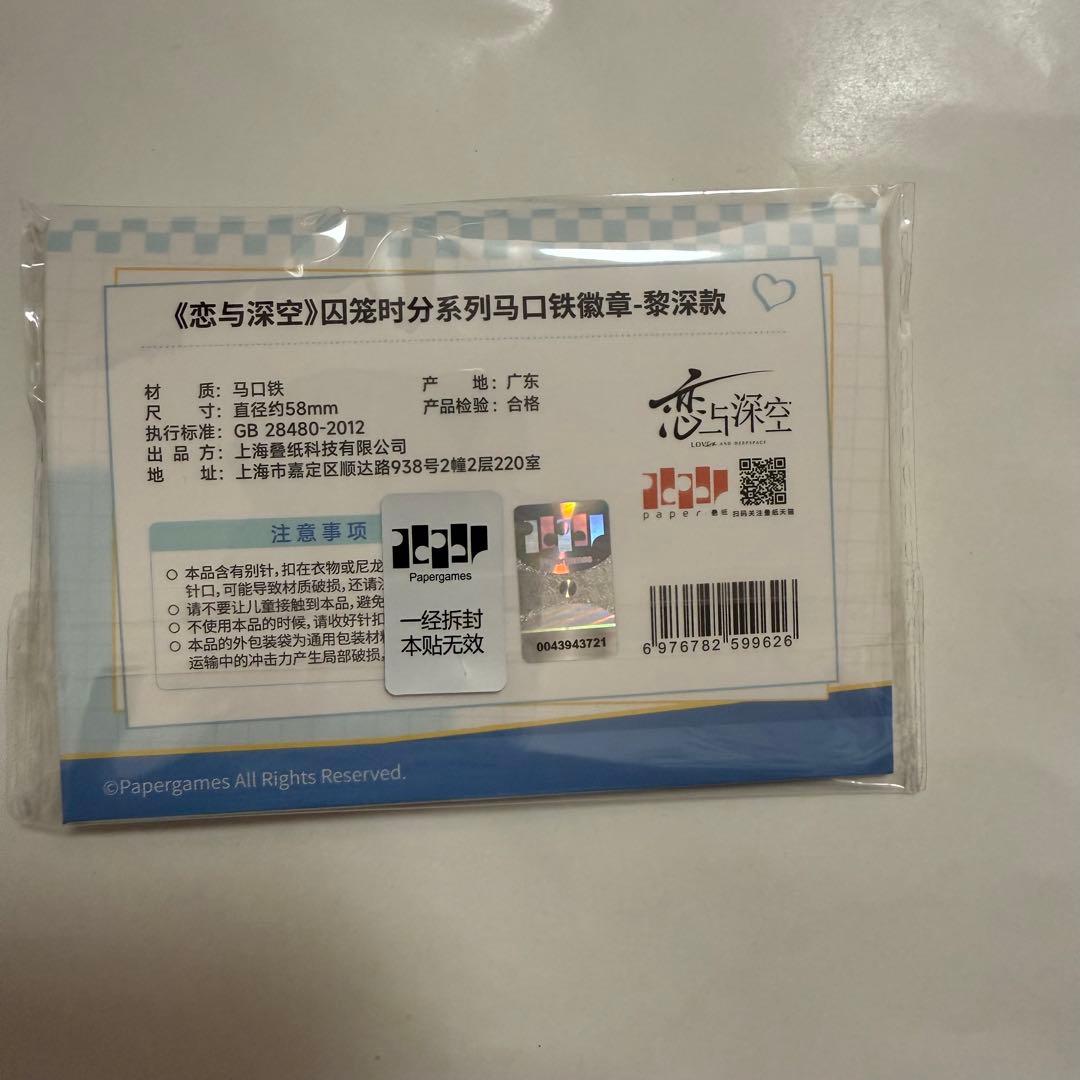 《恋与深空》囚笼时分系列马口铁徽章-黎深款
材 质：马口铁
产 地：广东
尺 寸：直径约58mm
产品检验：合格
执行标准：GB 28480-2012
出 品 方：上海叠纸科技有限公司
地 址：上海市嘉定区顺达路938号2幢2层220室
恋与深空
LOVE AND DEEPSPACE
paper 叠纸
扫码关注叠纸天猫
注意事项
本品含有别针，扣在衣物或尼龙
针口，可能导致材质破损，还请
请不要让儿童接触到本品，避免
不使用本品的时候，请收好针扣
本品的外包装袋为通用包装材
运输中的冲击力产生局部破损，
paper
Papergames
一经拆封
本贴无效
paper
0043943721
6 976782 599626
©Papergames All Rights Reserved.